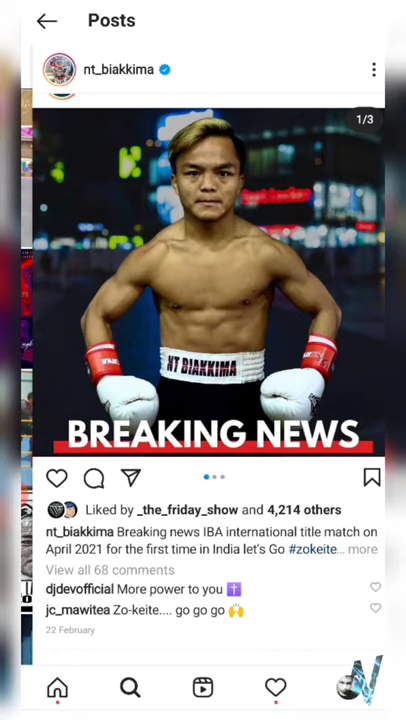 Posts
nt_biakkima
1/3
NT BIAKKIMA
BREAKING NEWS
Liked by _the_friday_show and 4,214 others
nt_biakkima Breaking news IBA international title match on
April 2021 for the first time in India let's Go #zokeite... more
View all 68 comments
djdevofficial More power to you ✝️
jc_mawitea Zo-keite.... go go go 🙌
22 February